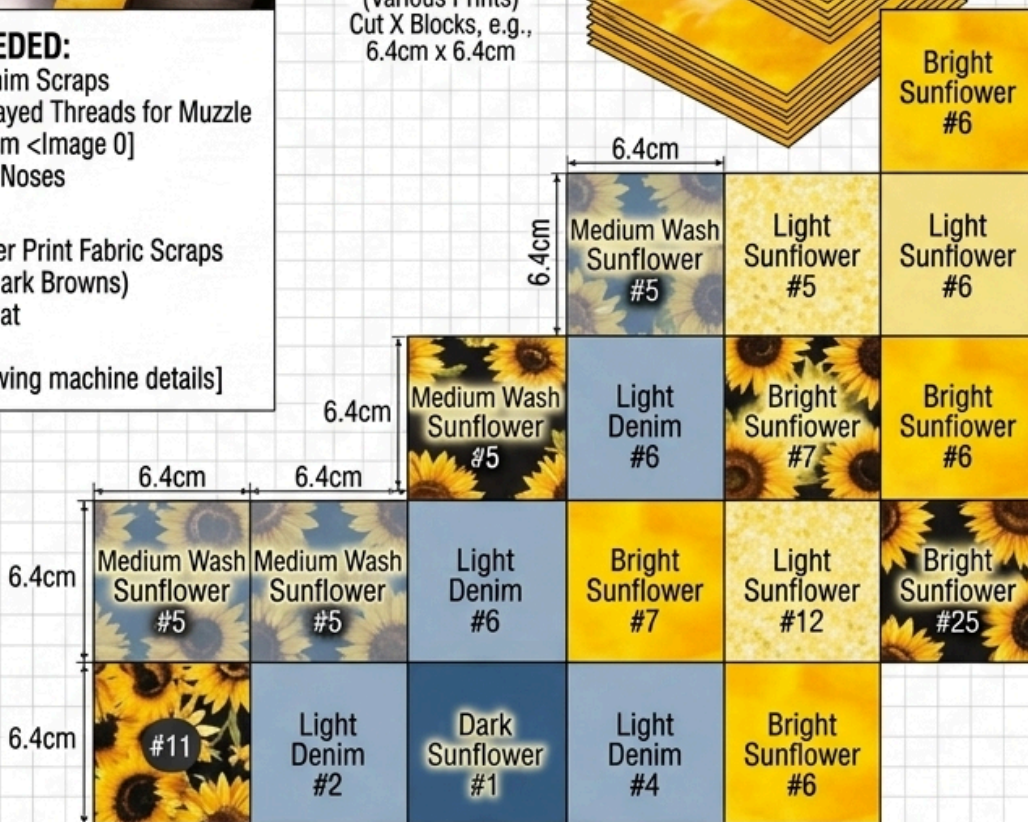 EDED:
nim Scraps
ayed Threads for Muzzle
m <Image 0]
Noses
er Print Fabric Scraps
ark Browns)
at
wing machine details]
(Various Prints)
Cut X Blocks, e.g.,
6.4cm x 6.4cm
Bright
Sunflower
#6
6.4cm
6.4cm
Medium Wash
Sunflower
#5
Light
Sunflower
#5
Light
Sunflower
#6
6.4cm
Medium Wash
Sunflower
#5
Light
Denim
#6
Bright
Sunflower
#7
Bright
Sunflower
#6
6.4cm
6.4cm
6.4cm
Medium Wash
Sunflower
#5
Medium Wash
Sunflower
#5
Light
Denim
#6
Bright
Sunflower
#7
Light
Sunflower
#12
Bright
Sunflower
#25
6.4cm
#11
Light
Denim
#2
Dark
Sunflower
#1
Light
Denim
#4
Bright
Sunflower
#6